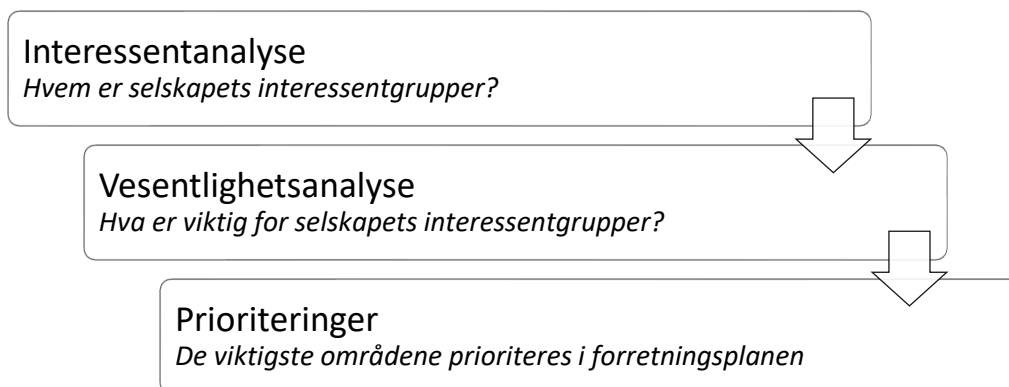 Interessentanalyse
Hvem er selskapets interessentgrupper?
Vesentlighetsanalyse
Hva er viktig for selskapets interessentgrupper?
Prioriteringer
De viktigste områdene prioriteres i forretningsplanen